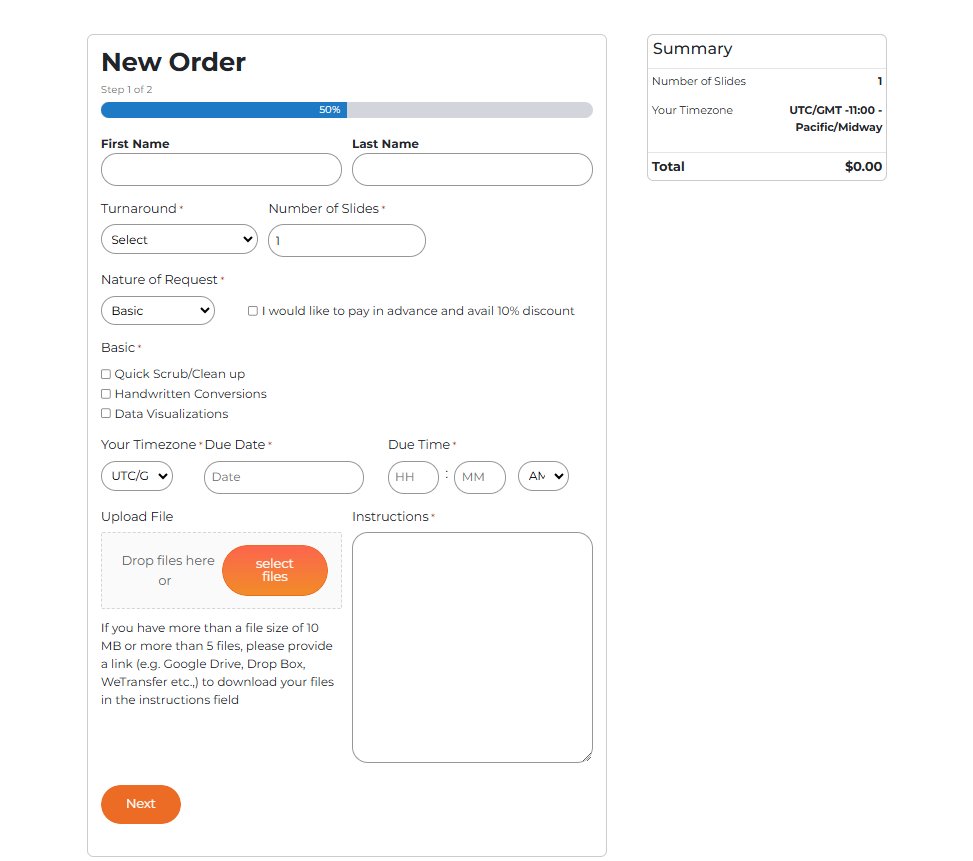 New Order
Step 1 of 2
50%
First Name
Last Name
Turnaround *
Number of Slides *
Select
1
Nature of Request *
Basic
I would like to pay in advance and avail 10% discount
Basic *
Quick Scrub/Clean up
Handwritten Conversions
Data Visualizations
Your Timezone *
Due Date *
Due Time *
UTC/G
Date
HH
:
MM
AM
Upload File
Instructions *
Drop files here
or
select
files
If you have more than a file size of 10
MB or more than 5 files, please provide
a link (e.g. Google Drive, Drop Box,
WeTransfer etc.,) to download your files
in the instructions field
Next
Summary
Number of Slides
1
Your Timezone
UTC/GMT -11:00 -
Pacific/Midway
Total
$0.00